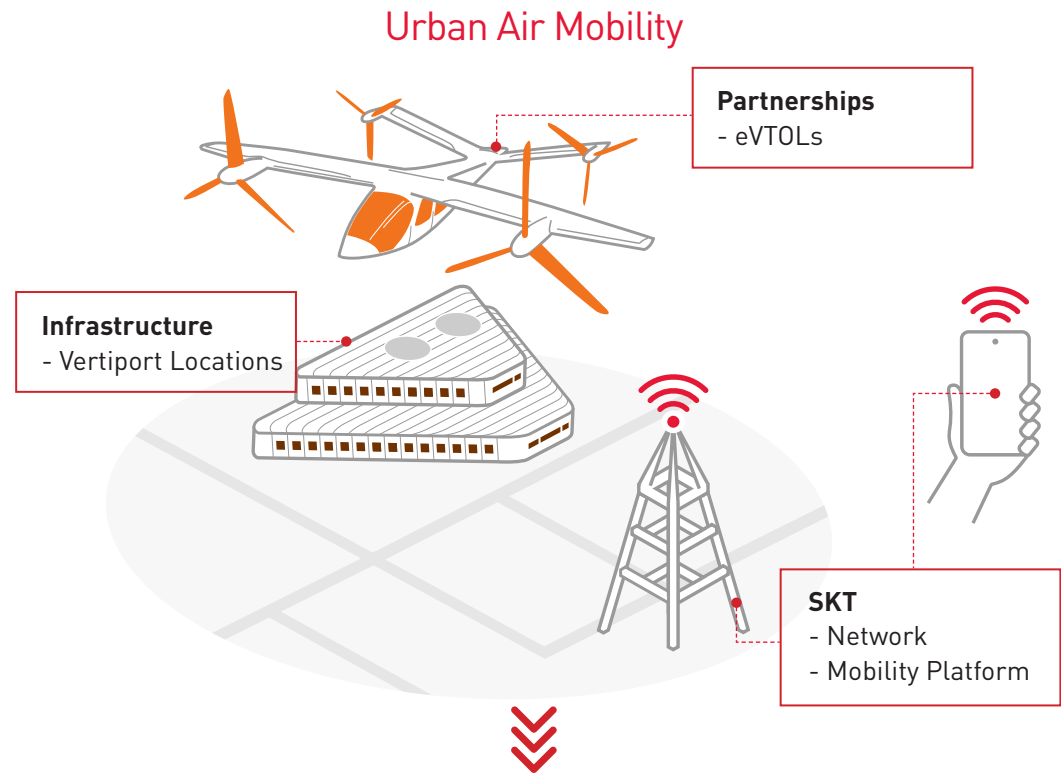 Urban Air Mobility
Partnerships
- eVTOLs
Infrastructure
- Vertiport Locations
SKT
- Network
- Mobility Platform